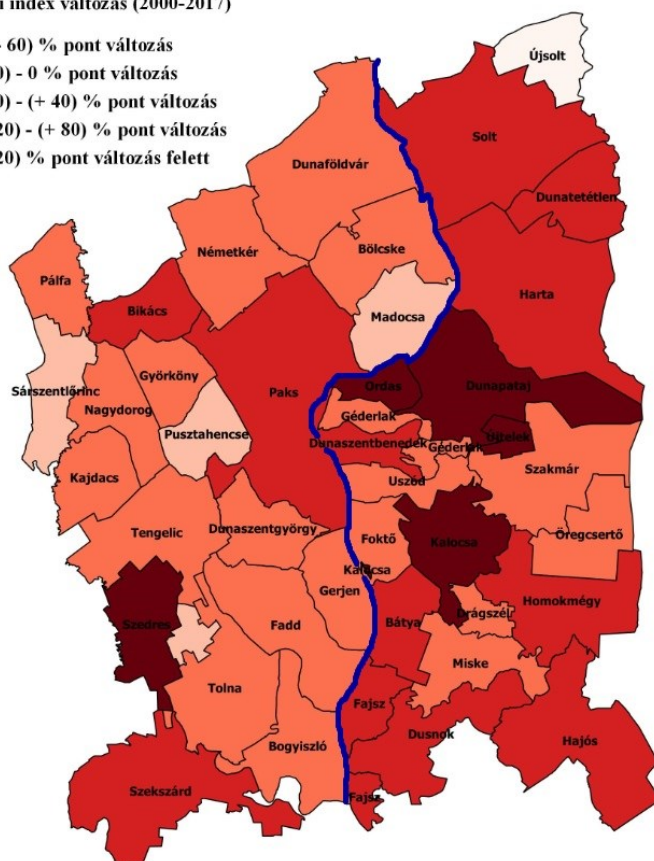 i index változás (2000-2017)
60) % pont változás
0) - 0 % pont változás
0) - (+ 40) % pont változás
20) - (+ 80) % pont változás
20) % pont változás felett
Újsolt
Solt
Dunaföldvár
Dunatetétlen
Németkér
Bölcske
Pálfa
Harta
Bikács
Madocsa
Györköny
Sárszentlőrinc
Ordas
Dunapataj
Paks
Nagydorog
Géderlak
Pusztahencse
Dunaszentbenedek
Újtelek
Géderlak
Szakmár
Kajdacs
Uszód
Tengelic
Dunaszentgyörgy
Foktő
Kalocsa
Öregcsertő
Kalocsa
Gerjen
Homokmégy
Drágszél
Szedres
Fadd
Bátya
Miske
Tolna
Fajsz
Bogyiszló
Dusnok
Hajós
Szekszárd
Fajsz